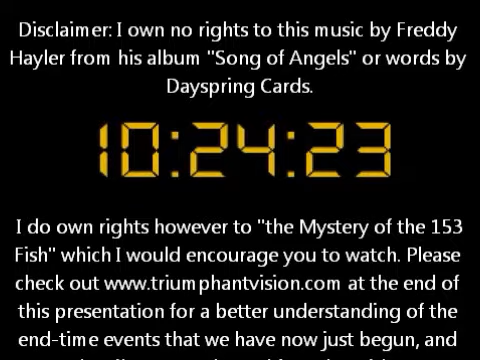 Disclaimer: I own no rights to this music by Freddy
Hayler from his album "Song of Angels" or words by
Dayspring Cards.
10:24:23
I do own rights however to "the Mystery of the 153
Fish" which I would encourage you to watch. Please
check out www.triumphantvision.com at the end of
this presentation for a better understanding of the
end-time events that we have now just begun, and